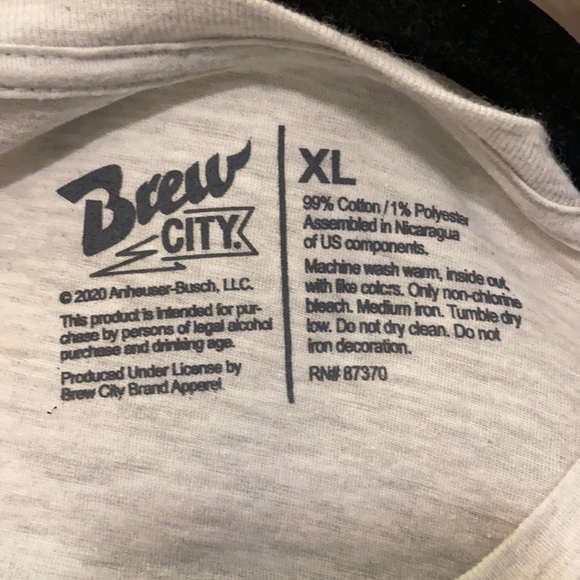 Brew
CITY.
© 2020 Anheuser-Busch, LLC.
This product is intended for pur-
chase by persons of legal alcohol
purchase and drinking age.
Produced Under License by
Brew City Brand Apparel
XL
99% Cotton / 1% Polyester
Assembled in Nicaragua
of US components.
Machine wash warm, inside out,
with like colors. Only non-chlorine
bleach. Medium iron. Tumble dry
low. Do not dry clean. Do not
iron decoration.
RN# 87370